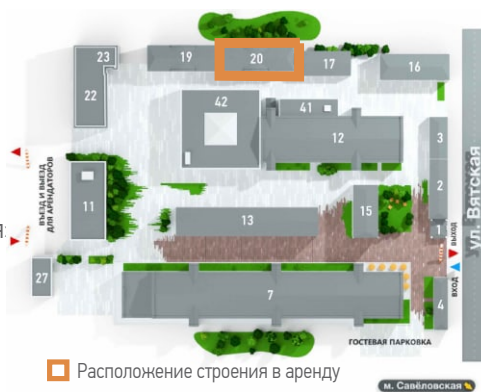 23
19
20
17
16
22
42
41
12
3
2
ВЪЕЗД И ВЫЕЗД
ДЛЯ АРЕНДАТОРОВ
11
13
15
1
ВЫХОД
ул. Вятская
я:
27
7
4
ВХОД
ГОСТЕВАЯ ПАРКОВКА
Расположение строения в аренду
м. Савёловская